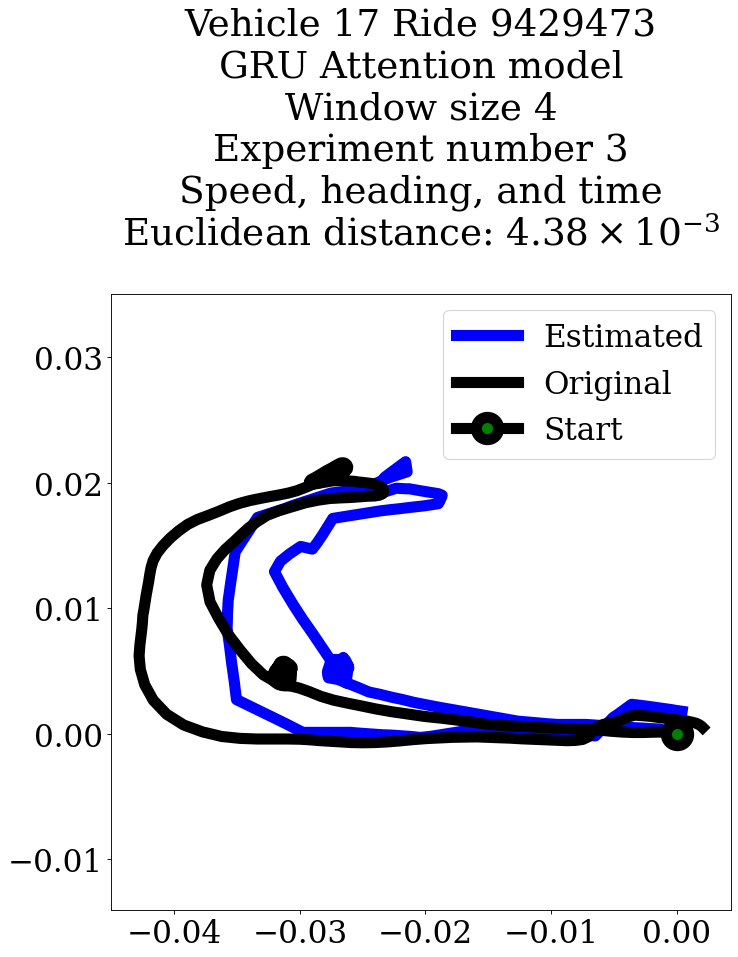 Vehicle 17 Ride 9429473
GRU Attention model
Window size 4
Experiment number 3
Speed, heading, and time
Euclidean distance: 4.38 × 10⁻³
Estimated
Original
Start
0.03
0.02
0.01
0.00
−0.01
−0.04
−0.03
−0.02
−0.01
0.00